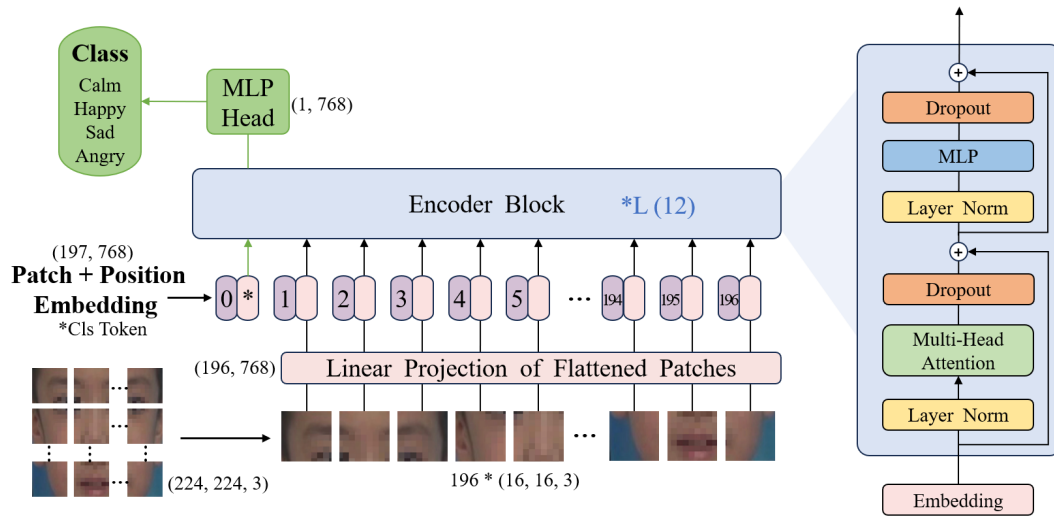 Class
Calm
Happy
Sad
Angry
MLP
Head
(1, 768)
Encoder Block *L (12)
(197, 768)
Patch + Position
Embedding
*Cls Token
0 * 1 2 3 4 5 ... 194 195 196
(196, 768)
Linear Projection of Flattened Patches
(224, 224, 3)
196 * (16, 16, 3)
+
Dropout
MLP
Layer Norm
+
Dropout
Multi-Head
Attention
Layer Norm
Embedding